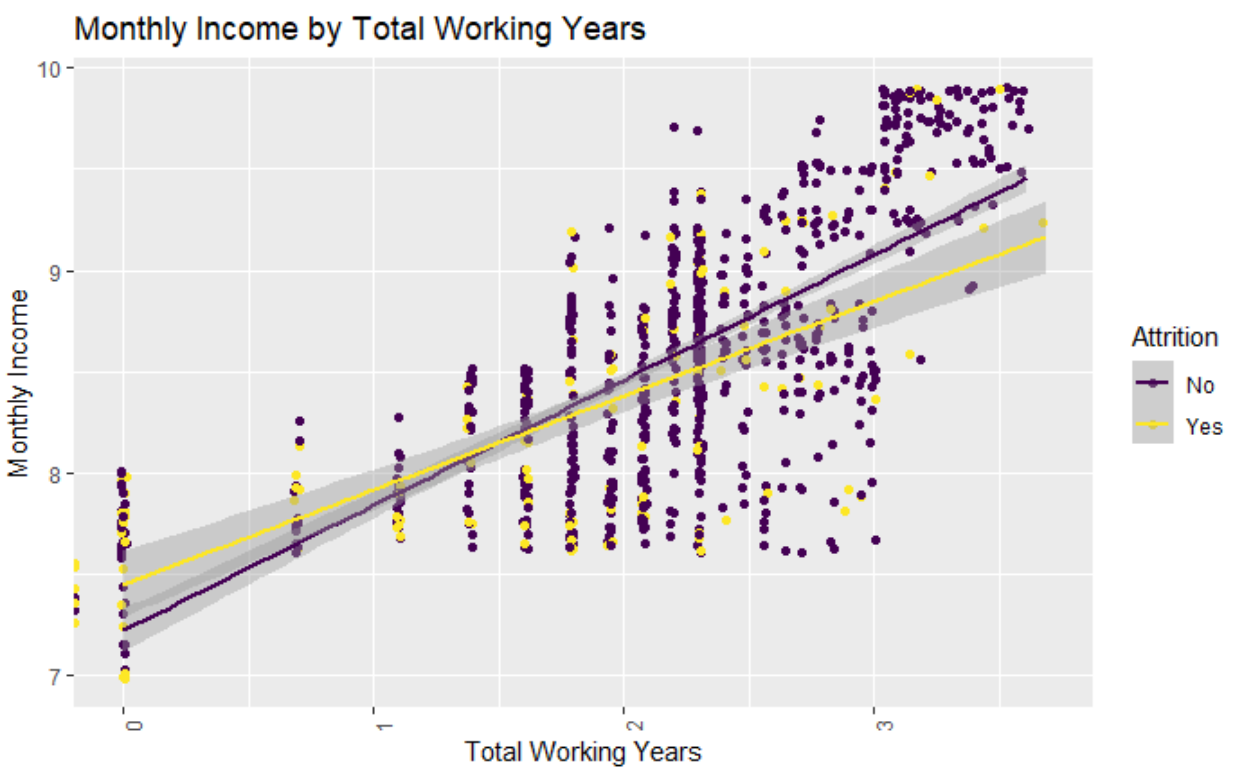 Monthly Income by Total Working Years
10
9
8
7
Monthly Income
0
1
2
3
Total Working Years
Attrition
No
Yes